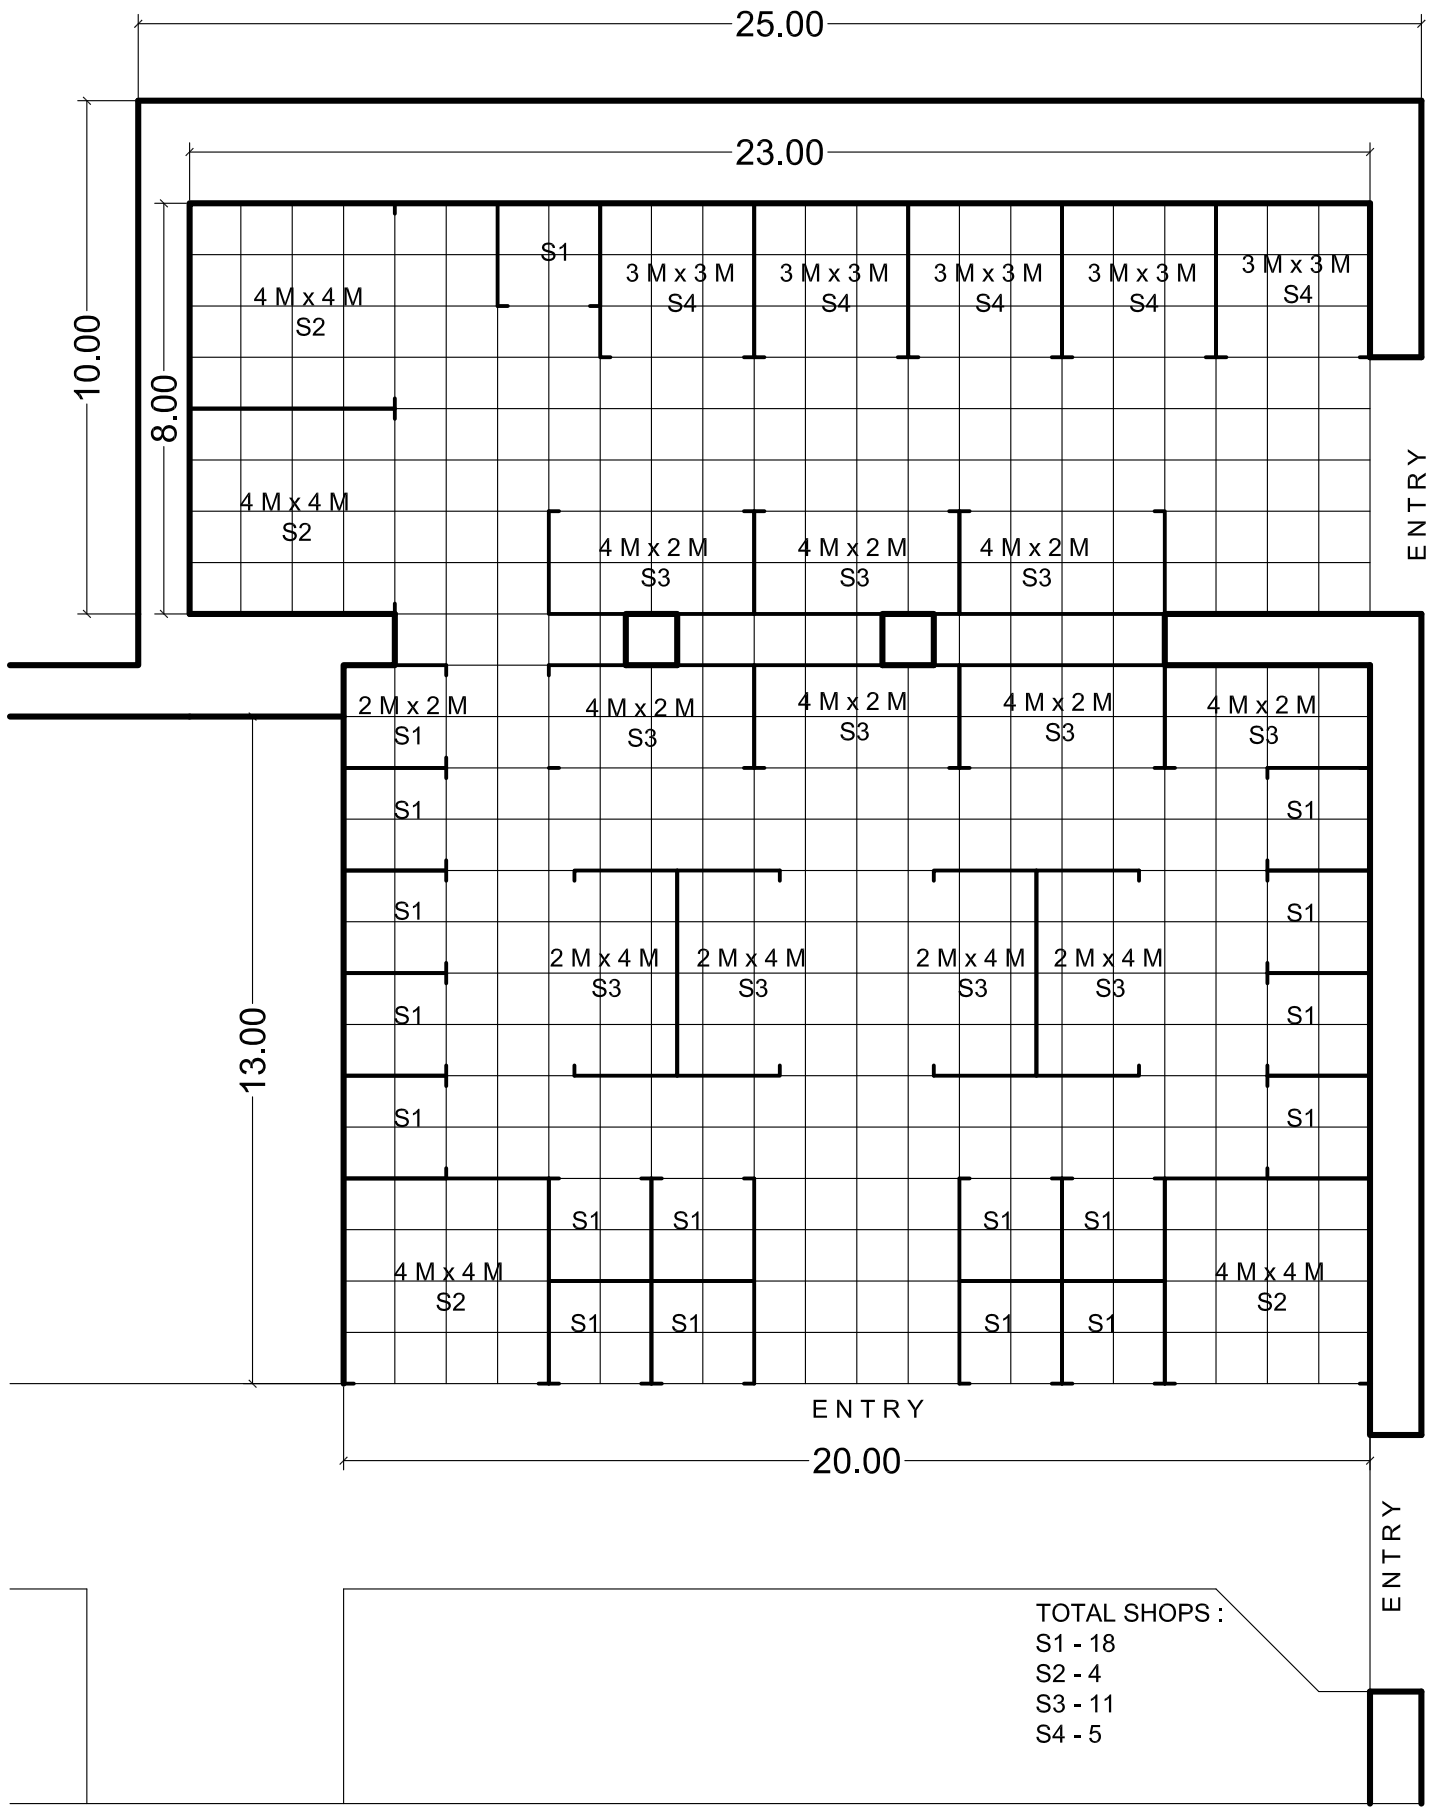 25.00
23.00
10.00
8.00
4 M x 4 M
S2
S1
3 M x 3 M
S4
3 M x 3 M
S4
3 M x 3 M
S4
3 M x 3 M
S4
3 M x 3 M
S4
ENTRY
4 M x 4 M
S2
4 M x 2 M
S3
4 M x 2 M
S3
4 M x 2 M
S3
2 M x 2 M
S1
4 M x 2 M
S3
4 M x 2 M
S3
4 M x 2 M
S3
4 M x 2 M
S3
S1
S1
S1
S1
2 M x 4 M
S3
2 M x 4 M
S3
2 M x 4 M
S3
2 M x 4 M
S3
S1
S1
S1
S1
13.00
4 M x 4 M
S2
S1
S1
S1
S1
4 M x 4 M
S2
S1
S1
S1
S1
ENTRY
20.00
ENTRY
TOTAL SHOPS :
S1 - 18
S2 - 4
S3 - 11
S4 - 5